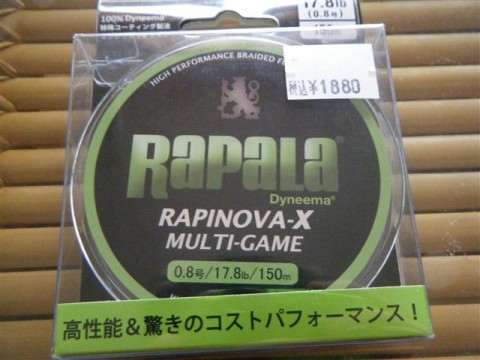 100% Dyneema®
特殊コーティング製法
17.8lb
(0.8号)
150m
HIGH PERFORMANCE BRAIDED
税込¥1880
Rapala
Dyneema®
RAPINOVA-X
MULTI-GAME
0.8号/17.8lb/150m
高性能&驚きのコストパフォーマンス!